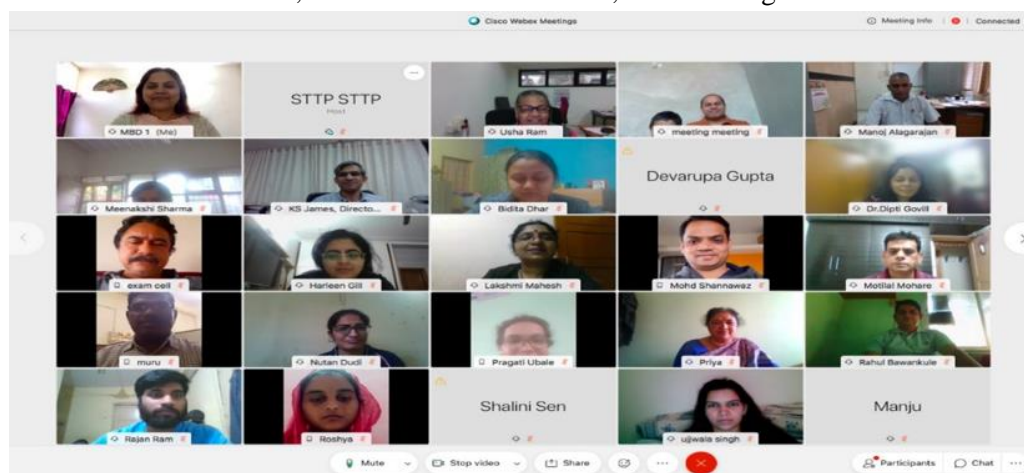 Cisco Webex Meetings
Meeting Info
Connected
MBD 1 (Me)
STTP STTP
Host
Usha Ram
meeting meeting
Manoj Alagarajan
Meenakshi Sharma
KS James, Directo...
Bidita Dhar
Devarupa Gupta
Dr.Dipti Govill
exam cell
Harleen Gill
Lakshmi Mahesh
Mohd Shannawaz
Motilal Mohare
muru
Nutan Dudi
Pragati Ubale
Priya
Rahul Bawankule
Rajan Ram
Roshya
Shalini Sen
ujjwala singh
Manju
Mute
Stop video
Share
Participants
Chat